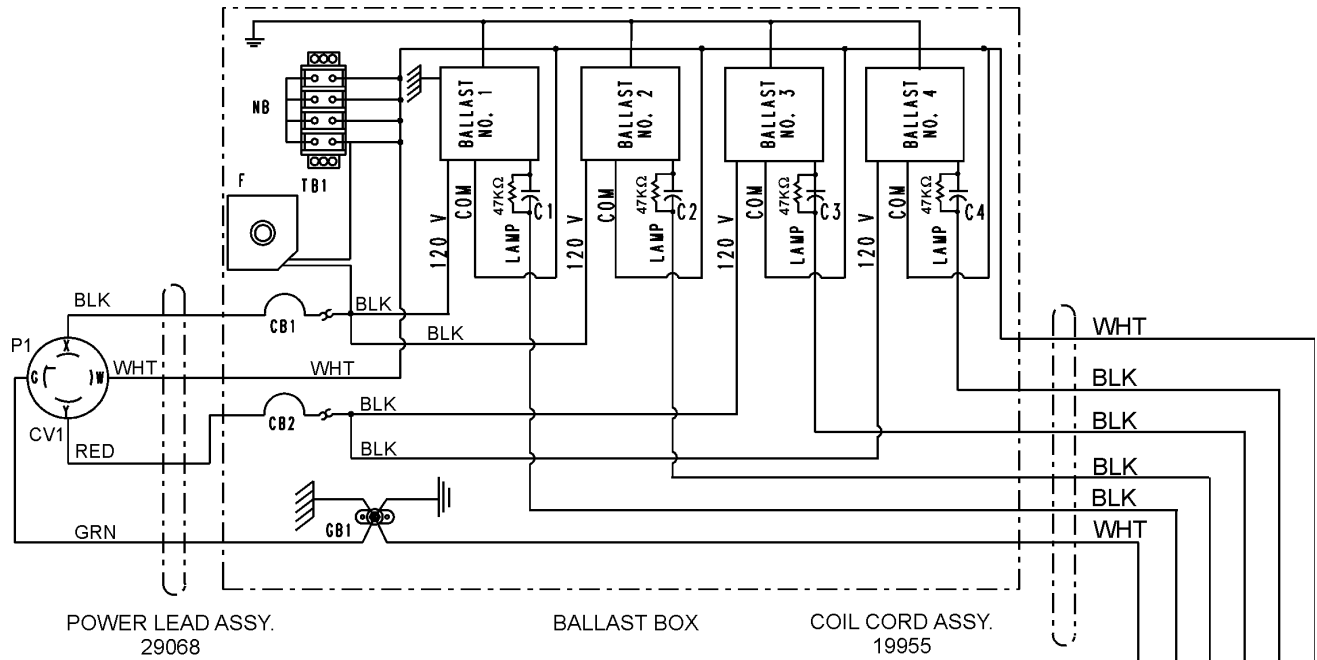 NB
TB1
F
BALLAST
NO. 1
BALLAST
NO. 2
BALLAST
NO. 3
BALLAST
NO. 4
120 V
COM
47KΩ
C1
LAMP
120 V
COM
47KΩ
C2
LAMP
120 V
COM
47KΩ
C3
LAMP
120 V
COM
47KΩ
C4
LAMP
BLK
CB1
BLK
BLK
P1
X
G
W
Y
WHT
WHT
CV1
RED
CB2
BLK
BLK
GRN
GB1
WHT
BLK
BLK
BLK
BLK
WHT
POWER LEAD ASSY.
29068
BALLAST BOX
COIL CORD ASSY.
19955